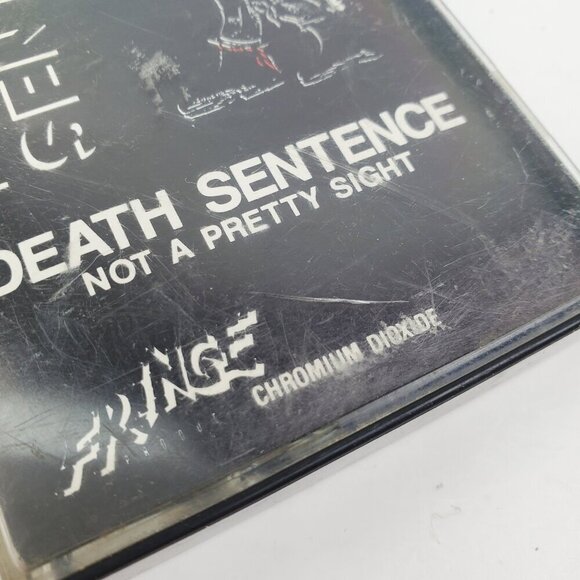 DEATH SENTENCE
NOT A PRETTY SIGHT
FRINGE
CHROMIUM DIOXIDE